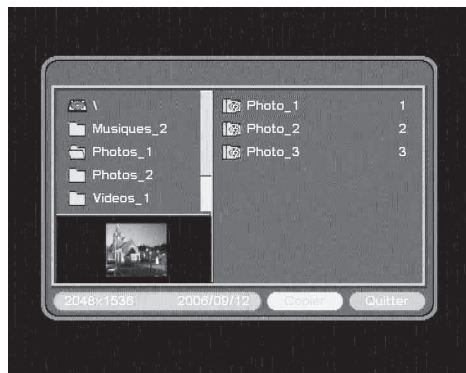 \
Musiques_2
Photos_1
Photos_2
Videos_1
Photo_1 1
Photo_2 2
Photo_3 3
2048x1536 2006/09/12 Copier Quitter